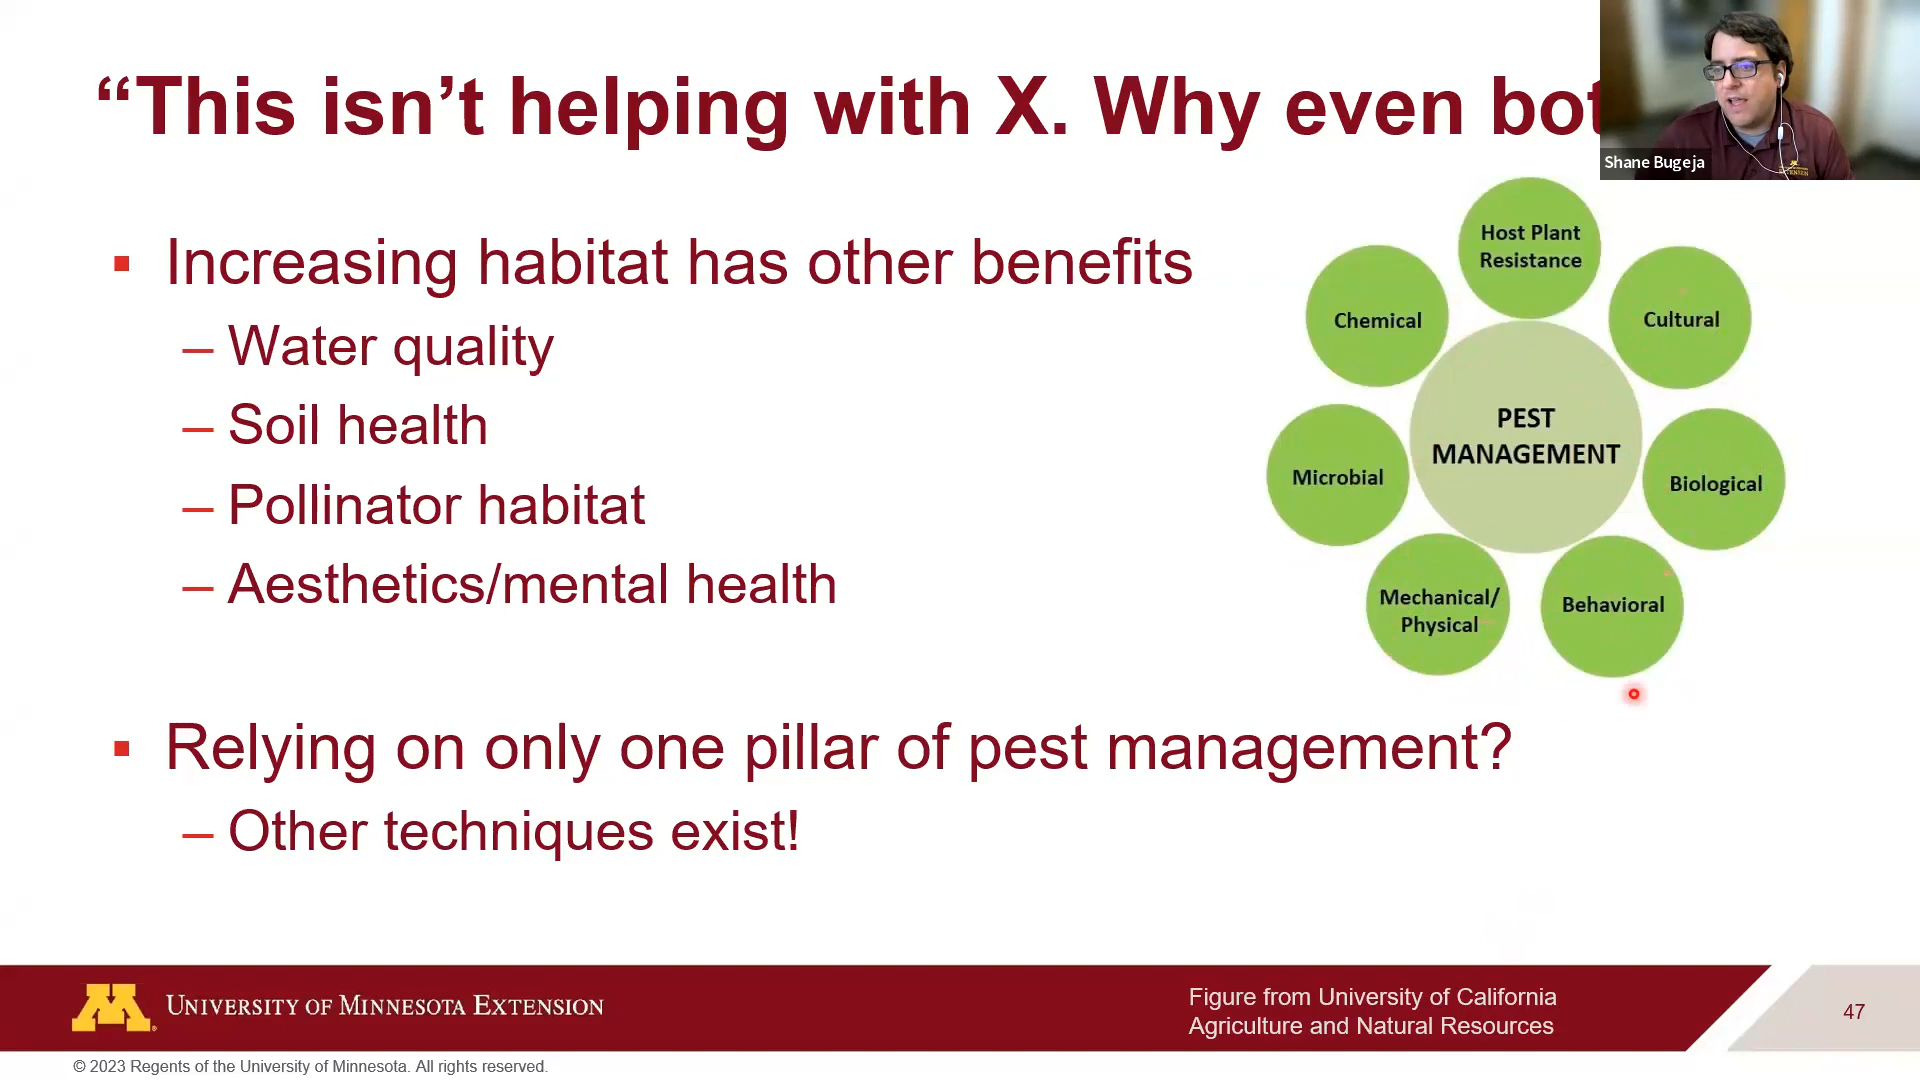 “This isn’t helping with X. Why even
Shane Bugeja
▪ Increasing habitat has other benefits
– Water quality
– Soil health
– Pollinator habitat
– Aesthetics/mental health
▪ Relying on only one pillar of pest management?
– Other techniques exist!
Host Plant
Resistance
Chemical
Cultural
PEST
MANAGEMENT
Microbial
Biological
Mechanical/
Physical
Behavioral
M
UNIVERSITY OF MINNESOTA EXTENSION
Figure from University of California
Agriculture and Natural Resources
47
© 2023 Regents of the University of Minnesota. All rights reserved.